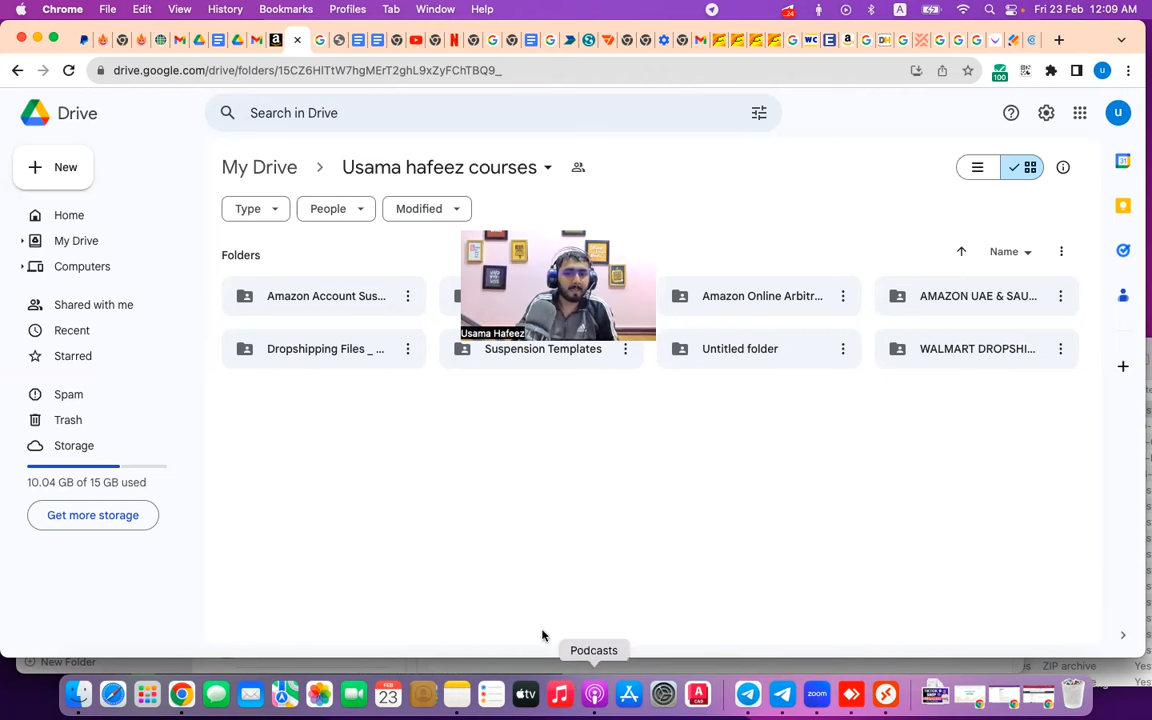 Chrome File Edit View History Bookmarks Profiles Tab Window Help Fri 23 Feb 12:09 AM
drive.google.com/drive/folders/15CZ6HITtW7hgMErT2ghL9xZyFChTBQ9_
Drive
Search in Drive
New
My Drive Usama hafeez courses
Type People Modified
Home
My Drive
Computers
Shared with me
Recent
Starred
Spam
Trash
Storage
10.04 GB of 15 GB used
Get more storage
Folders
Name
Amazon Account Sus... Amazon Online Arbitr... AMAZON UAE & SAU...
Usama Hafeez
Dropshipping Files _ ... Suspension Templates Untitled folder WALMART DROPSHI...
Podcasts
New Folder
ZIP archive